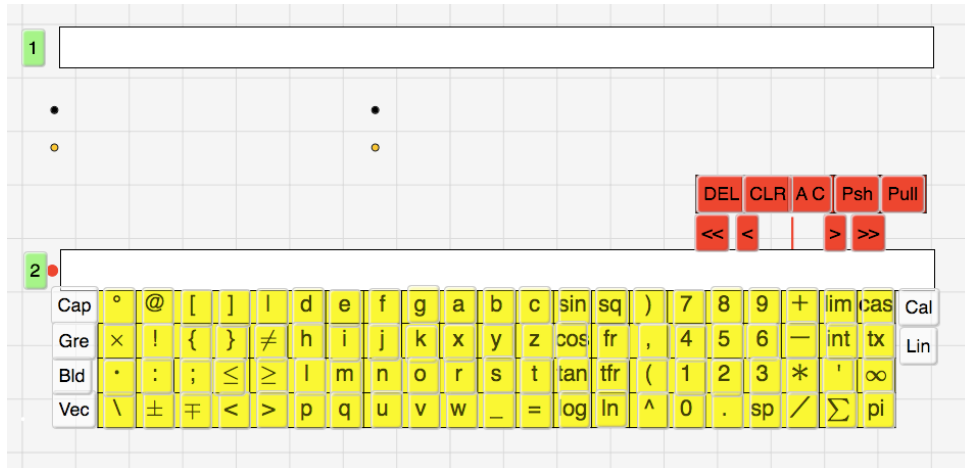 1
DEL CLR A C Psh Pull
<< < > >>
2
Cap ° @ [ ] | d e f g a b c sin sq ) 7 8 9 + lim cas Cal
Gre × ! { } ≠ h i j k x y z cos fr , 4 5 6 — int tx Lin
Bld · : ; ≤ ≥ l m n o r s t tan tfr ( 1 2 3 * ' ∞
Vec \ ± ∓ < > p q u v w _ = log ln ^ 0 . sp / ∑ pi